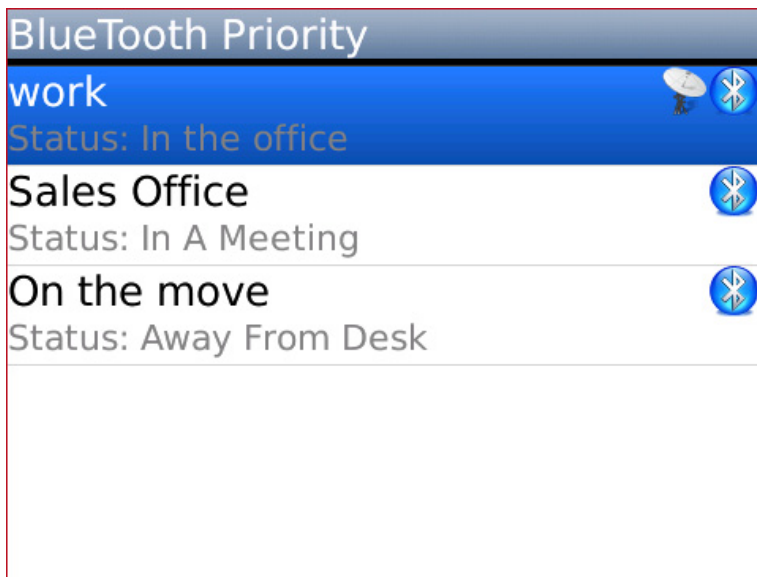 BlueTooth Priority
work
Status: In the office
Sales Office
Status: In A Meeting
On the move
Status: Away From Desk